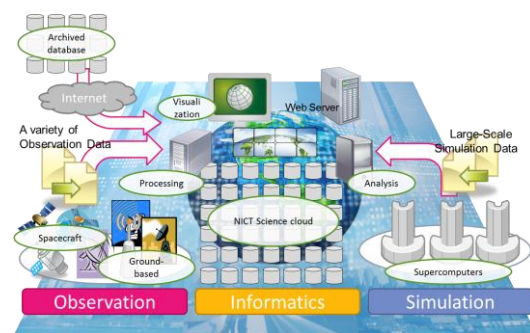 Archived
database
Internet
Visuali
zation
Web Server
A variety of
Observation Data
Large-Scale
Simulation Data
Processing
Analysis
NICT Science cloud
Spacecraft
Ground-
based
Supercomputers
Observation
Informatics
Simulation